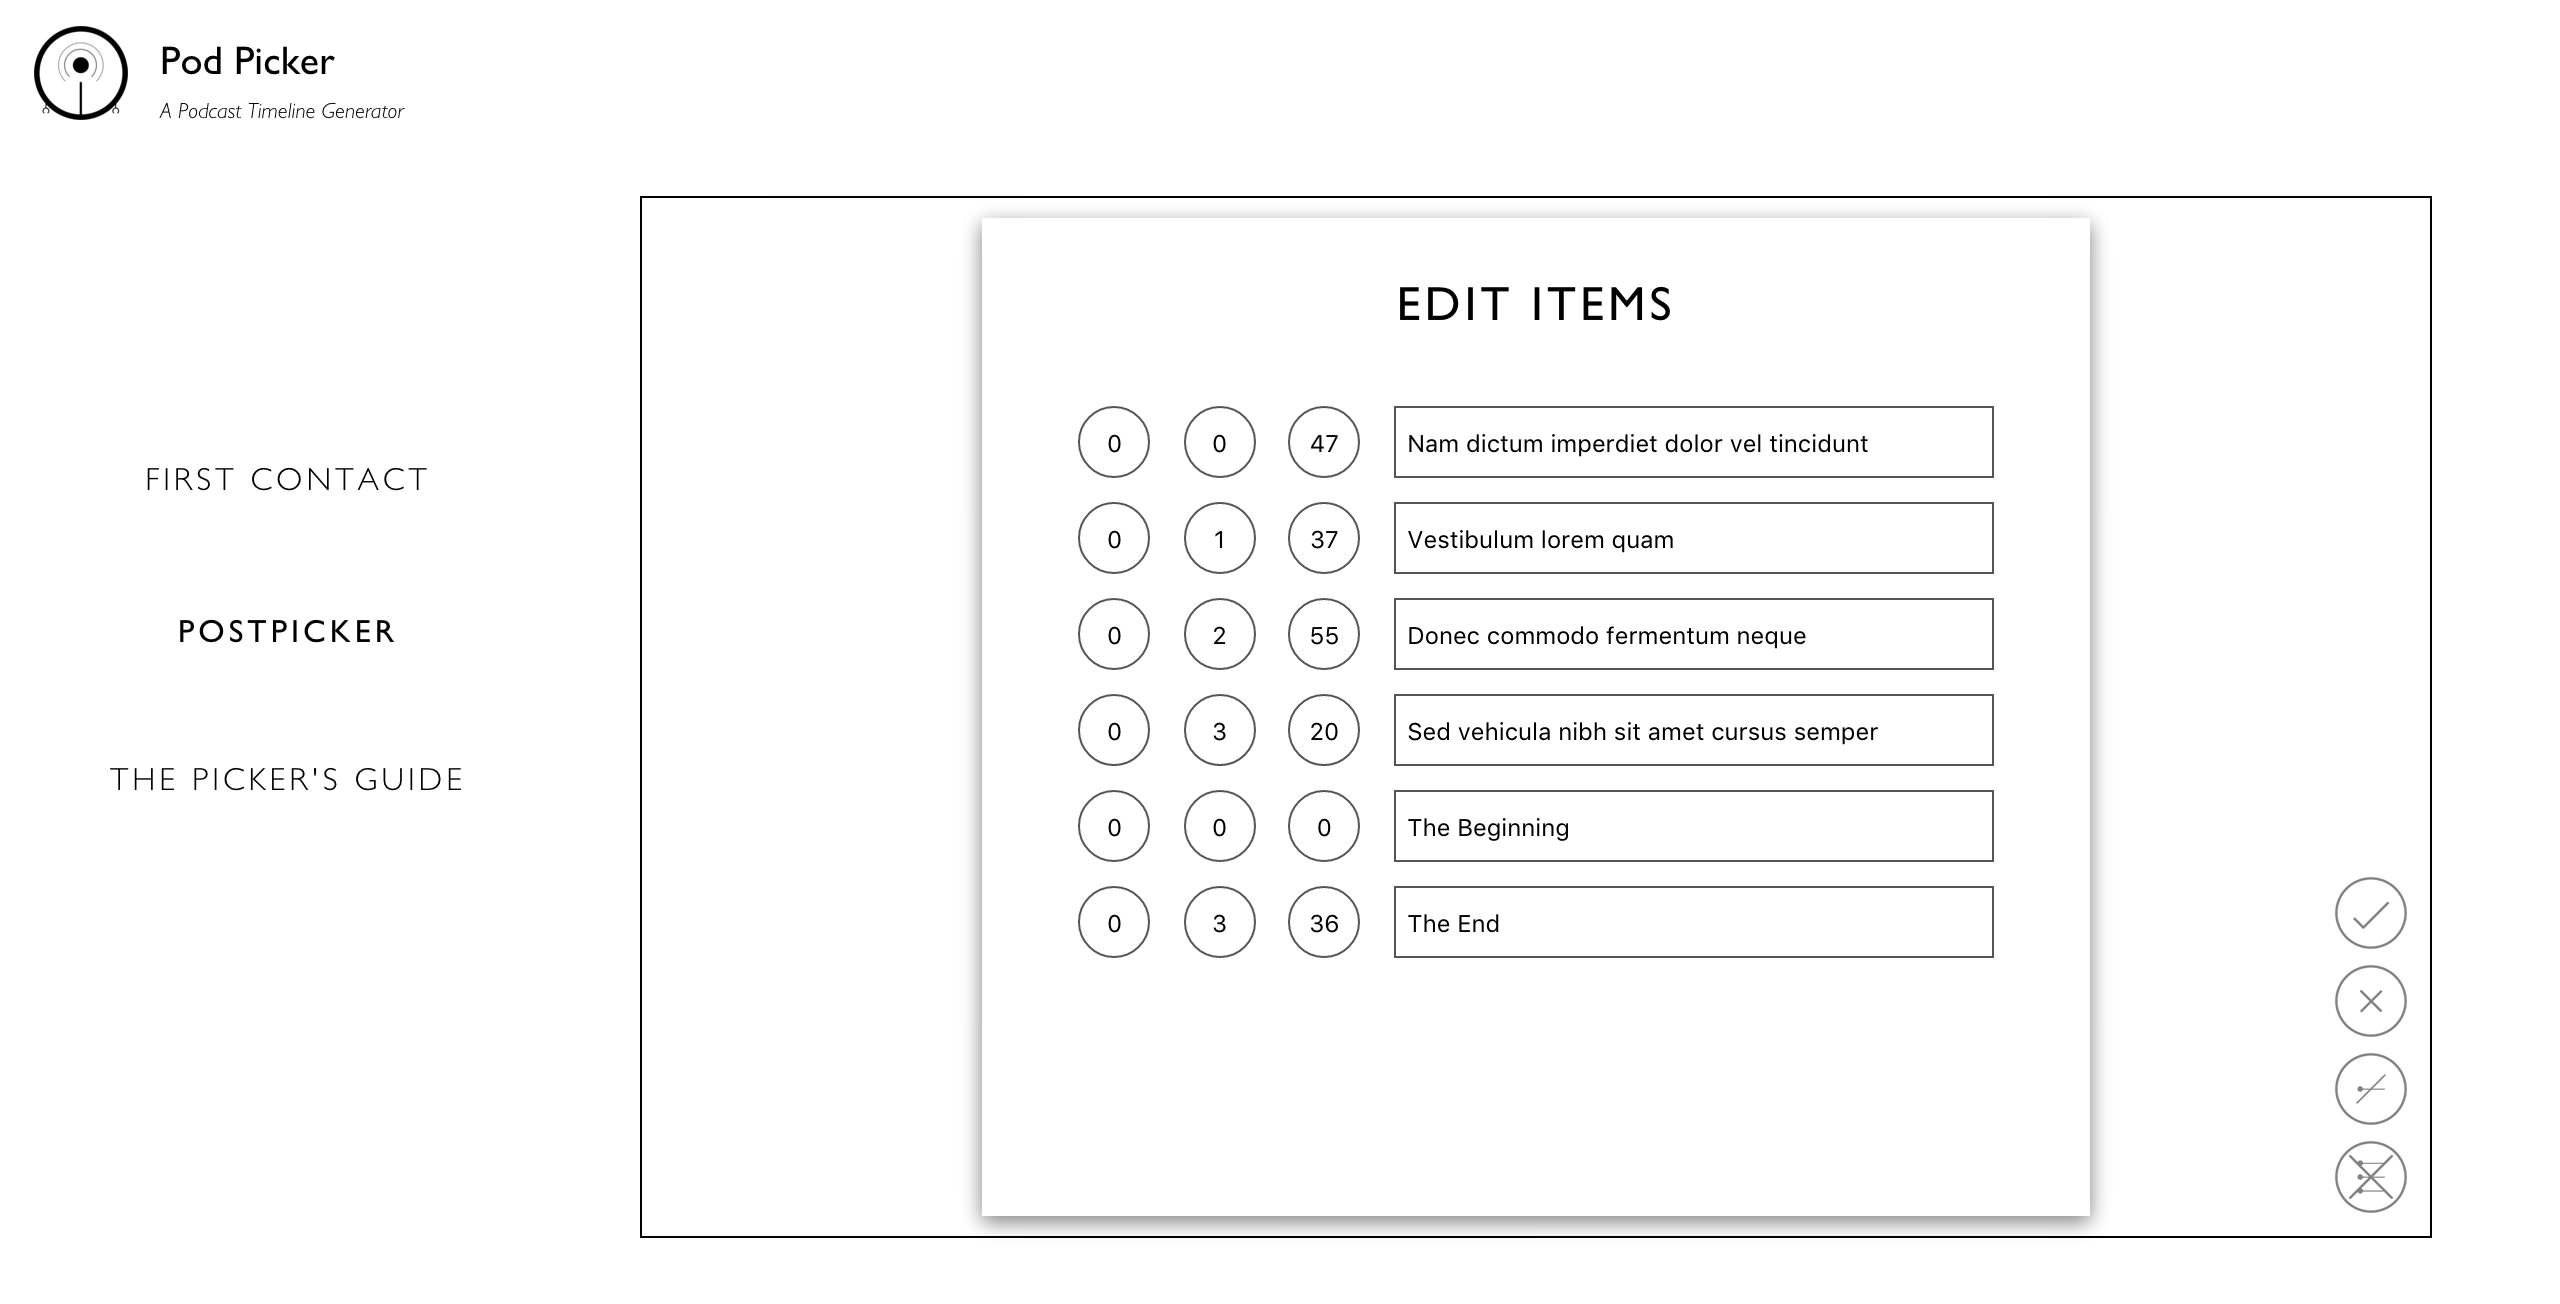 Pod Picker
A Podcast Timeline Generator
FIRST CONTACT
POSTPICKER
THE PICKER'S GUIDE
EDIT ITEMS
0 0 47 Nam dictum imperdiet dolor vel tincidunt
0 1 37 Vestibulum lorem quam
0 2 55 Donec commodo fermentum neque
0 3 20 Sed vehicula nibh sit amet cursus semper
0 0 0 The Beginning
0 3 36 The End